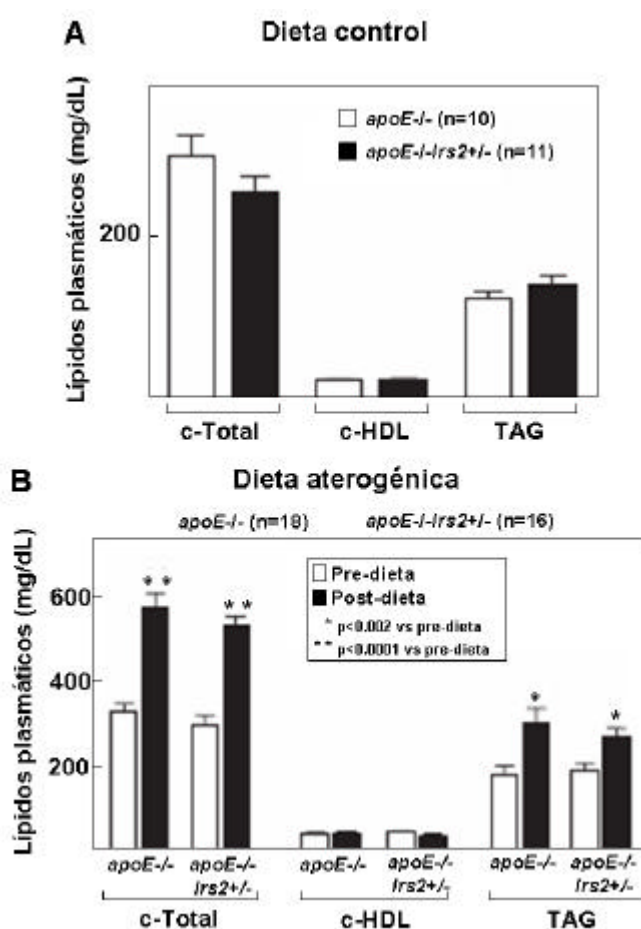 A Dieta control
Lípidos plasmáticos (mg/dL)
200
apoE-/- (n=10)
apoE-/-Irs2+/- (n=11)
c-Total c-HDL TAG
B Dieta aterogénica
apoE-/- (n=18) apoE-/-Irs2+/- (n=16)
Lípidos plasmáticos (mg/dL)
600
400
200
Pre-dieta
Post-dieta
* p<0.002 vs pre-dieta
** p<0.0001 vs pre-dieta
** ** * *
apoE-/- apoE-/- apoE-/- apoE-/- apoE-/- apoE-/-
Irs2+/- Irs2+/- Irs2+/-
c-Total c-HDL TAG